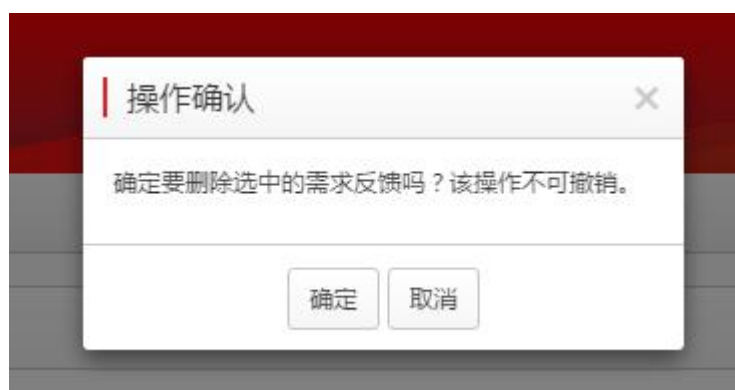 操作确认
确定要删除选中的需求反馈吗？该操作不可撤销。
确定
取消